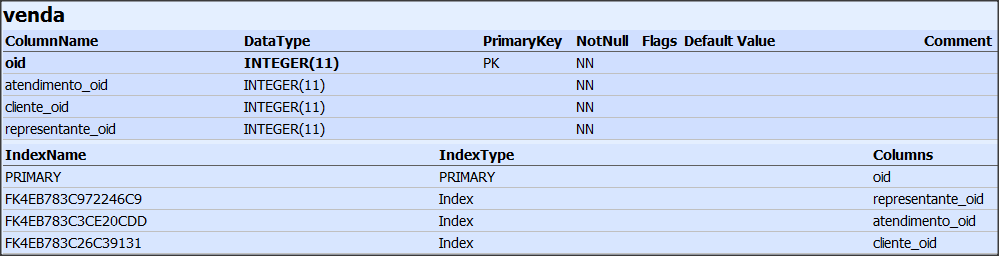 venda
ColumnName DataType PrimaryKey NotNull Flags Default Value Comment
oid INTEGER(11) PK NN
atendimento_oid INTEGER(11) NN
cliente_oid INTEGER(11) NN
representante_oid INTEGER(11) NN
IndexName IndexType Columns
PRIMARY PRIMARY oid
FK4EB783C972246C9 Index representante_oid
FK4EB783C3CE20CDD Index atendimento_oid
FK4EB783C26C39131 Index cliente_oid